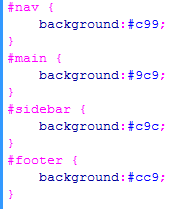 #nav {
    background:#c99;
}
#main {
    background:#9c9;
}
#sidebar {
    background:#c9c;
}
#footer {
    background:#cc9;
}